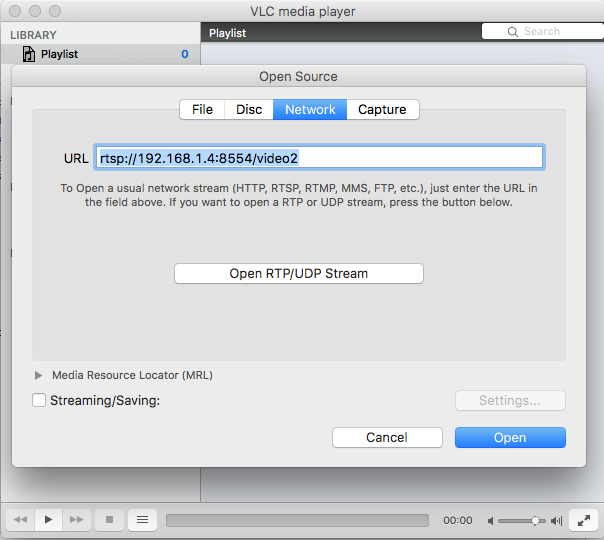 VLC media player
LIBRARY
Playlist
Search
Playlist 0
Open Source
File Disc Network Capture
URL rtsp://192.168.1.4:8554/video2
To Open a usual network stream (HTTP, RTSP, RTMP, MMS, FTP, etc.), just enter the URL in
the field above. If you want to open a RTP or UDP stream, press the button below.
Open RTP/UDP Stream
Media Resource Locator (MRL)
Streaming/Saving:
Settings...
Cancel
Open
00:00